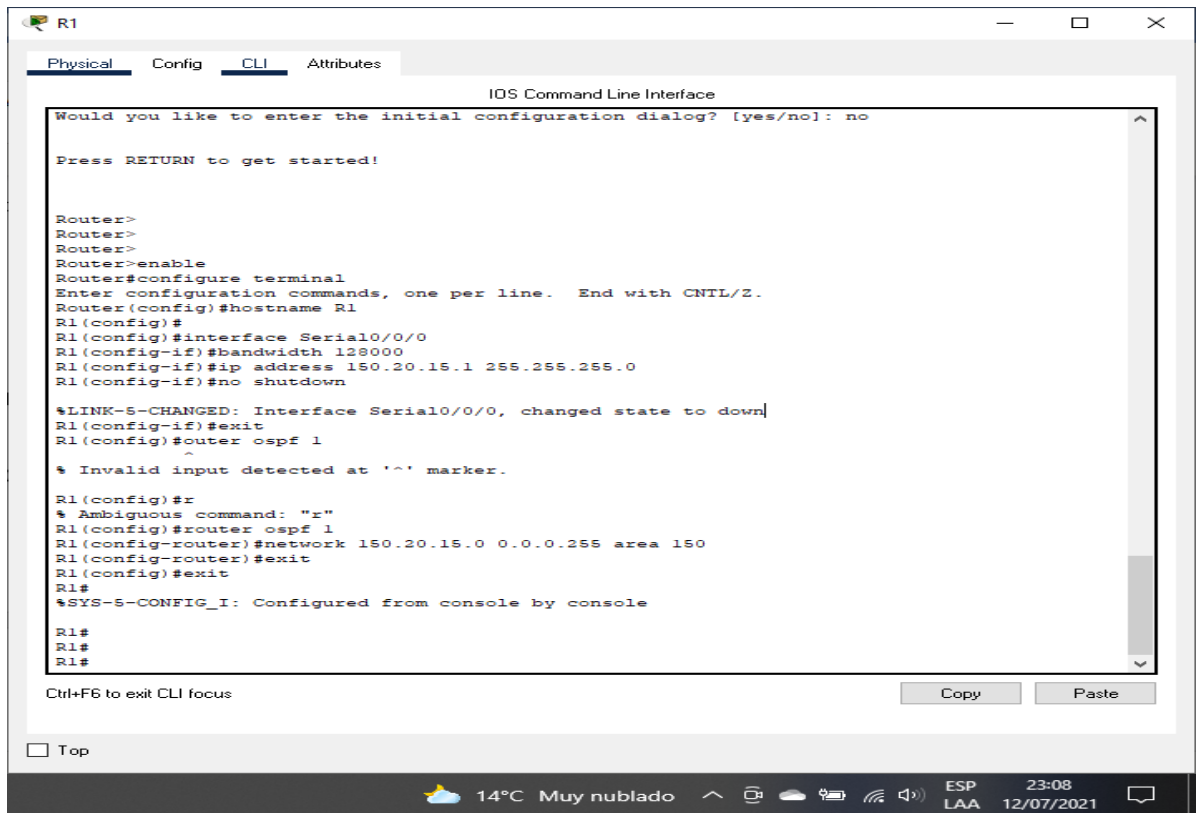 R1
Physical Config CLI Attributes
IOS Command Line Interface
Would you like to enter the initial configuration dialog? [yes/no]: no
Press RETURN to get started!
Router>
Router>
Router>
Router>enable
Router#configure terminal
Enter configuration commands, one per line.  End with CNTL/Z.
Router(config)#hostname R1
R1(config)#
R1(config)#interface Serial0/0/0
R1(config-if)#bandwidth 128000
R1(config-if)#ip address 150.20.15.1 255.255.255.0
R1(config-if)#no shutdown
%LINK-5-CHANGED: Interface Serial0/0/0, changed state to down
R1(config-if)#exit
R1(config)#outer ospf 1
^
% Invalid input detected at '^' marker.
R1(config)#r
% Ambiguous command: "r"
R1(config)#router ospf 1
R1(config-router)#network 150.20.15.0 0.0.0.255 area 150
R1(config-router)#exit
R1(config)#exit
R1#
%SYS-5-CONFIG_I: Configured from console by console
R1#
R1#
R1#
Ctrl+F6 to exit CLI focus
Copy Paste
Top
14°C Muy nublado ESP 23:08
LAA 12/07/2021